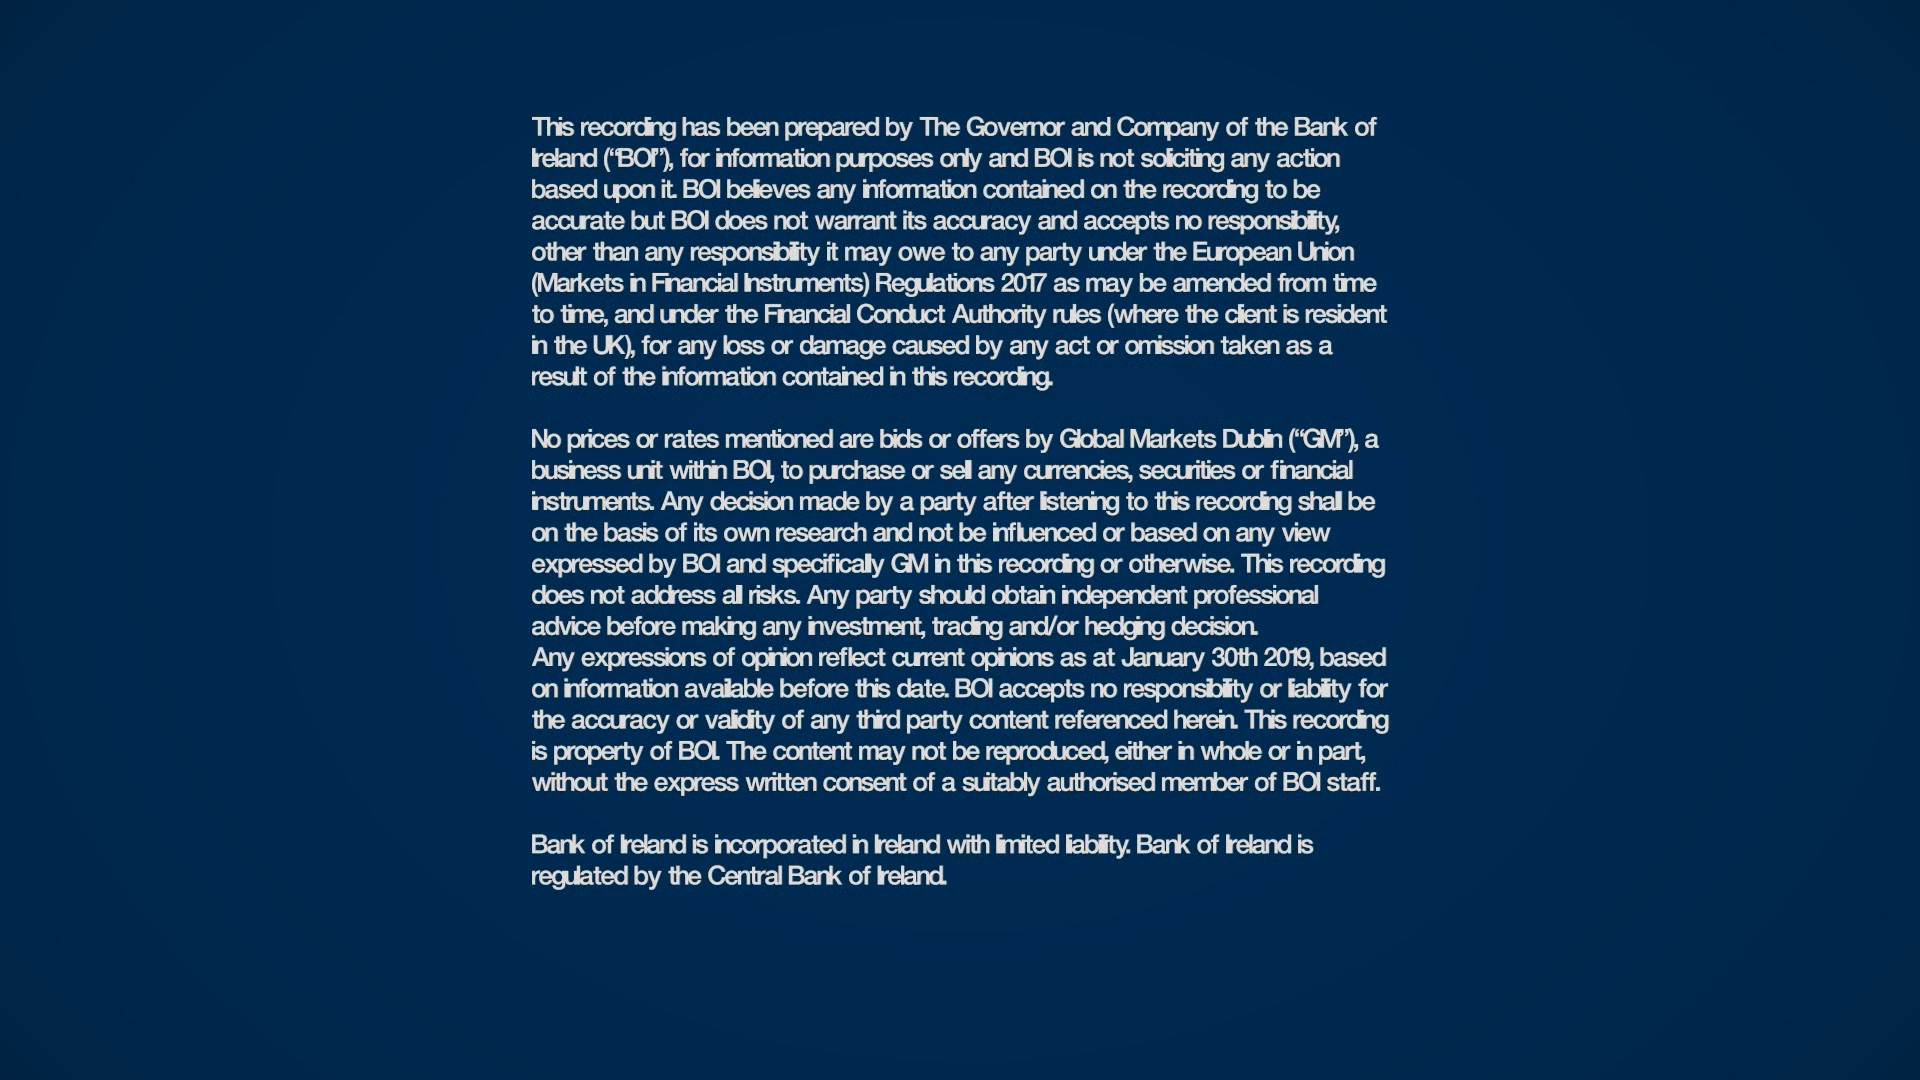 This recording has been prepared by The Governor and Company of the Bank of
Ireland (“BOI”), for information purposes only and BOI is not soliciting any action
based upon it. BOI believes any information contained on the recording to be
accurate but BOI does not warrant its accuracy and accepts no responsibility,
other than any responsibility it may owe to any party under the European Union
(Markets in Financial Instruments) Regulations 2017 as may be amended from time
to time, and under the Financial Conduct Authority rules (where the client is resident
in the UK), for any loss or damage caused by any act or omission taken as a
result of the information contained in this recording.

No prices or rates mentioned are bids or offers by Global Markets Dublin (“GM”), a
business unit within BOI, to purchase or sell any currencies, securities or financial
instruments. Any decision made by a party after listening to this recording shall be
on the basis of its own research and not be influenced or based on any view
expressed by BOI and specifically GM in this recording or otherwise. This recording
does not address all risks. Any party should obtain independent professional
advice before making any investment, trading and/or hedging decision.
Any expressions of opinion reflect current opinions as at January 30th 2019, based
on information available before this date. BOI accepts no responsibility or liability for
the accuracy or validity of any third party content referenced herein. This recording
is property of BOI. The content may not be reproduced, either in whole or in part,
without the express written consent of a suitably authorised member of BOI staff.

Bank of Ireland is incorporated in Ireland with limited liability. Bank of Ireland is
regulated by the Central Bank of Ireland.